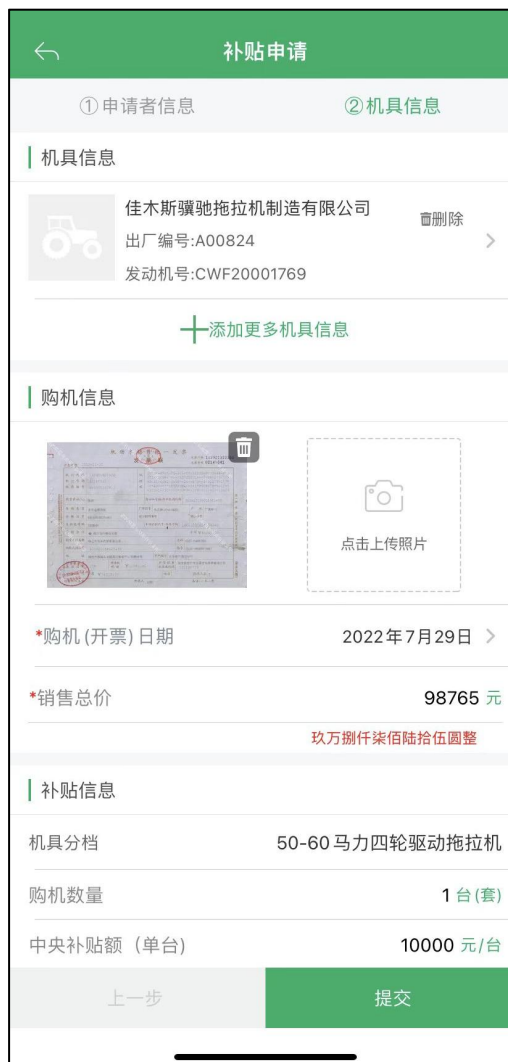 补贴申请
①申请者信息 ②机具信息
机具信息
佳木斯骥驰拖拉机制造有限公司
删除
出厂编号:A00824
发动机号:CWF20001769
添加更多机具信息
购机信息
点击上传照片
*购机(开票)日期 2022年7月29日
*销售总价 98765 元
玖万捌仟柒佰陆拾伍圆整
补贴信息
机具分档 50-60马力四轮驱动拖拉机
购机数量 1 台(套)
中央补贴额（单台) 10000 元/台
上一步 提交